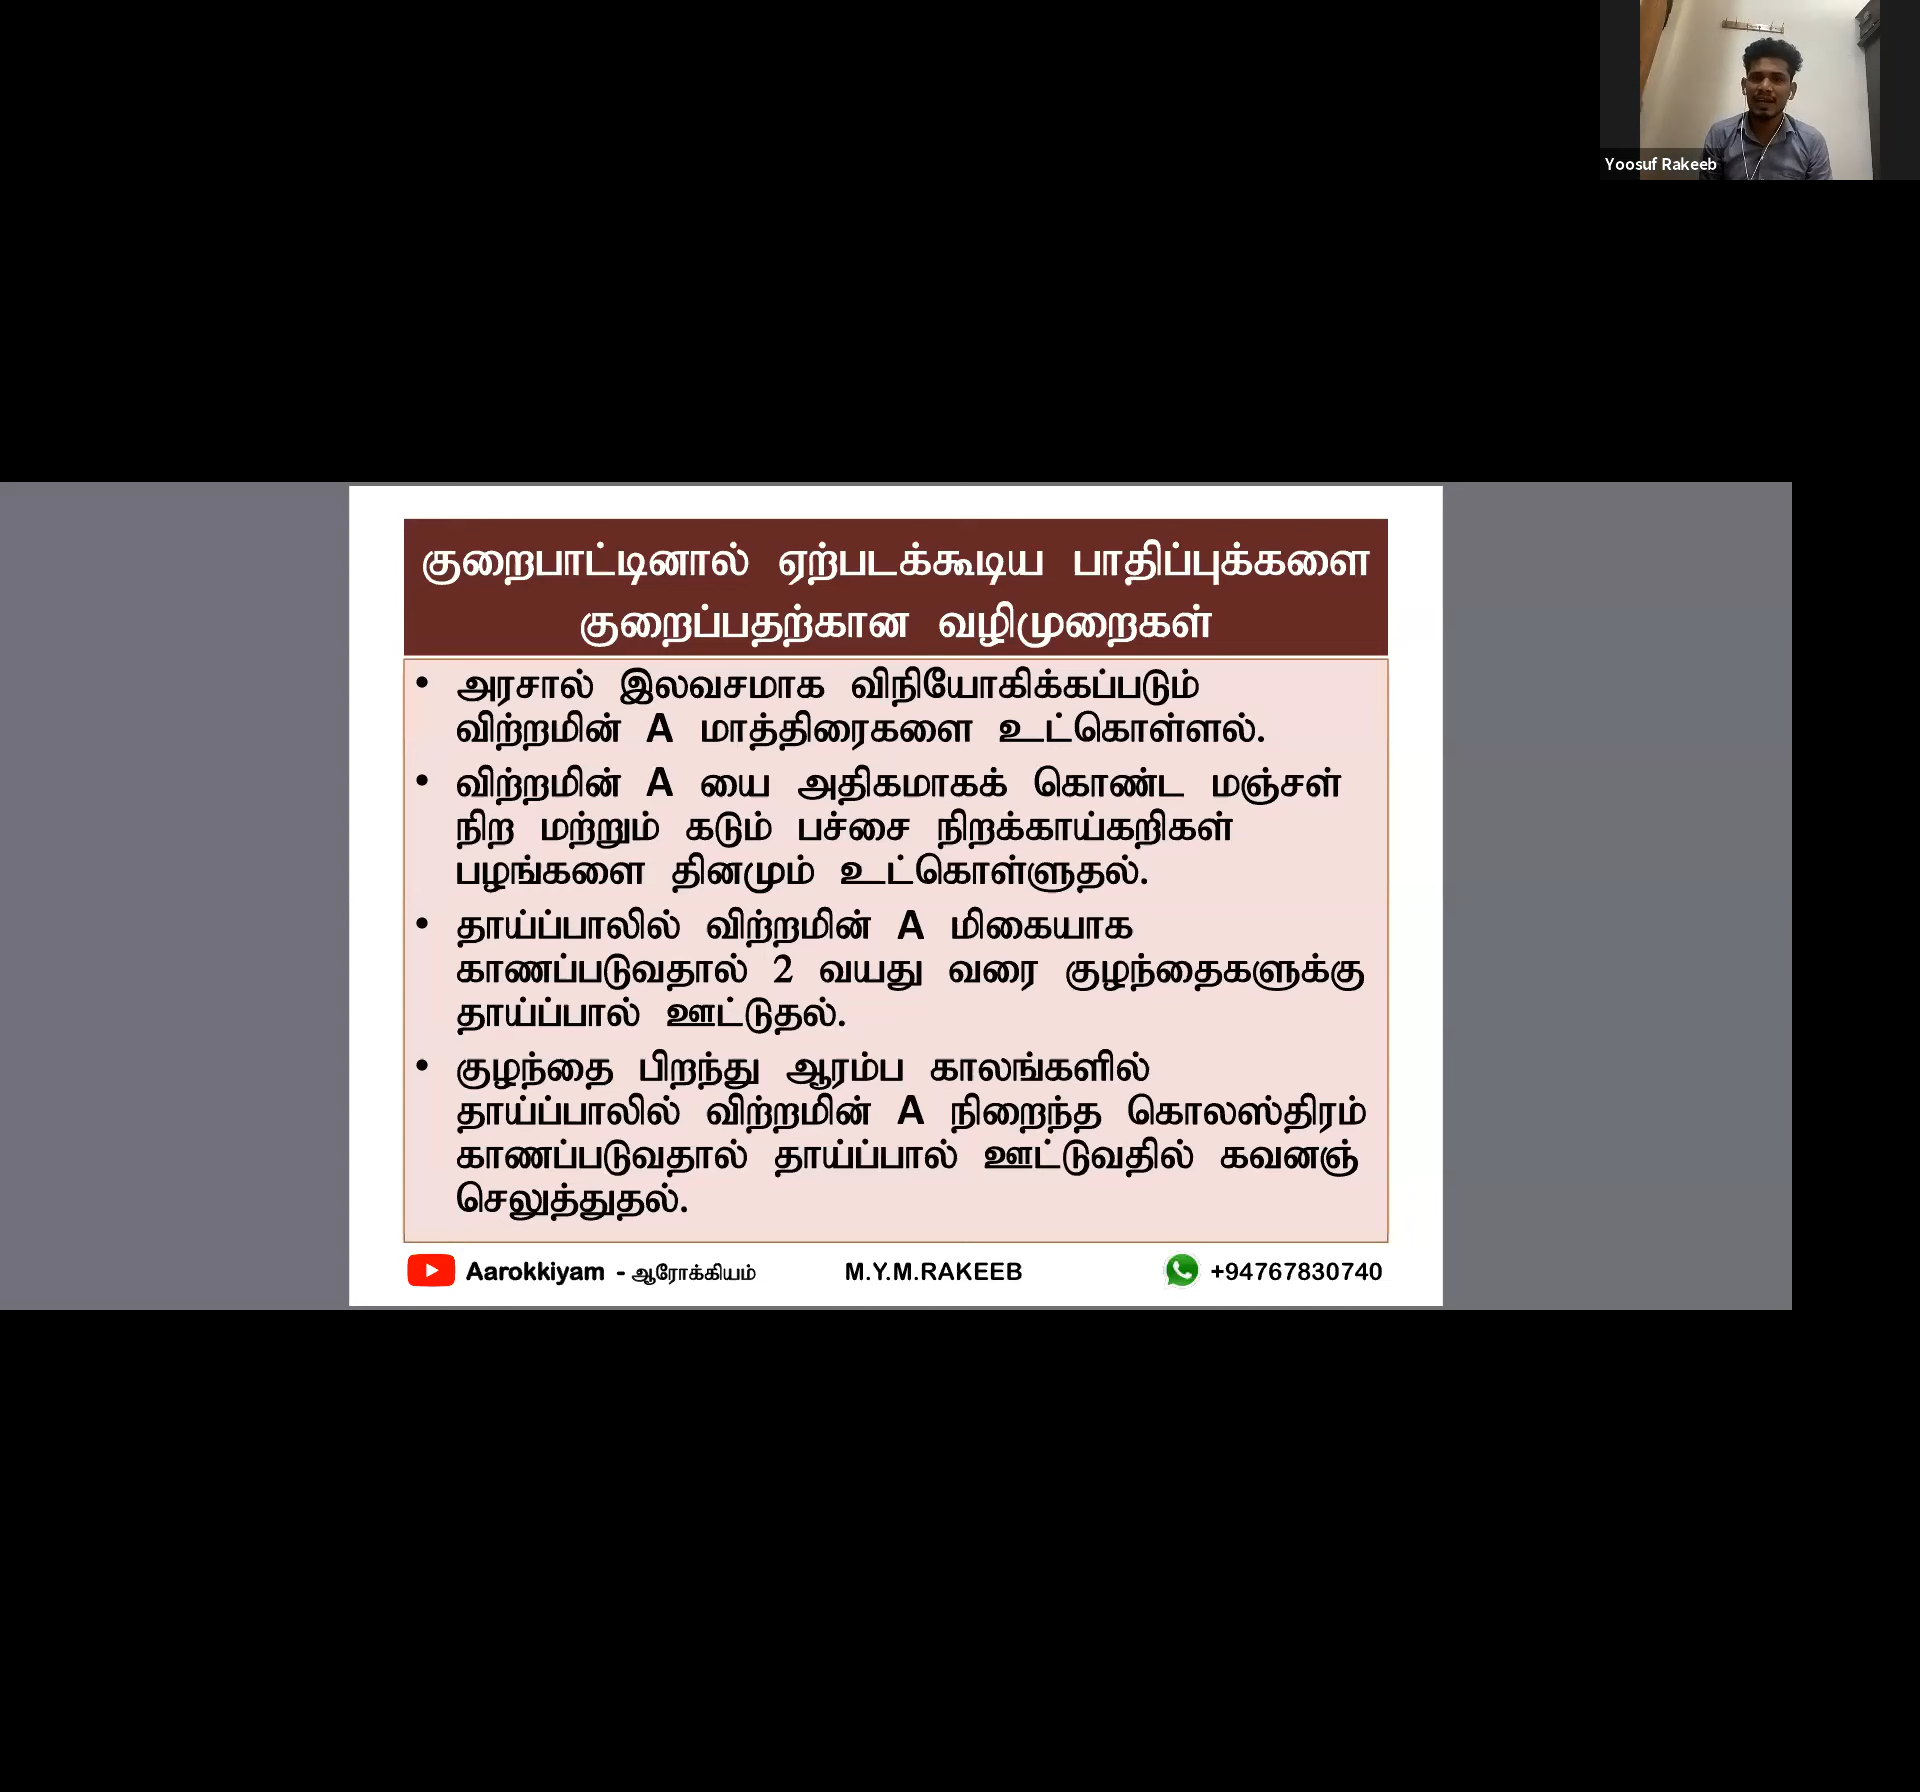 Yoosuf Rakeeb
குறைபாட்டினால் ஏற்படக்கூடிய பாதிப்புக்களை
குறைப்பதற்கான வழிமுறைகள்
• அரசால் இலவசமாக விநியோகிக்கப்படும்
விற்றமின் A மாத்திரைகளை உட்கொள்ளல்.
• விற்றமின் A யை அதிகமாகக் கொண்ட மஞ்சள்
நிற மற்றும் கடும் பச்சை நிறக்காய்கறிகள்
பழங்களை தினமும் உட்கொள்ளுதல்.
• தாய்ப்பாலில் விற்றமின் A மிகையாக
காணப்படுவதால் 2 வயது வரை குழந்தைகளுக்கு
தாய்ப்பால் ஊட்டுதல்.
• குழந்தை பிறந்து ஆரம்ப காலங்களில்
தாய்ப்பாலில் விற்றமின் A நிறைந்த கொலஸ்திரம்
காணப்படுவதால் தாய்ப்பால் ஊட்டுவதில் கவனஞ்
செலுத்துதல்.
Aarokkiyam - ஆரோக்கியம் M.Y.M.RAKEEB +94767830740